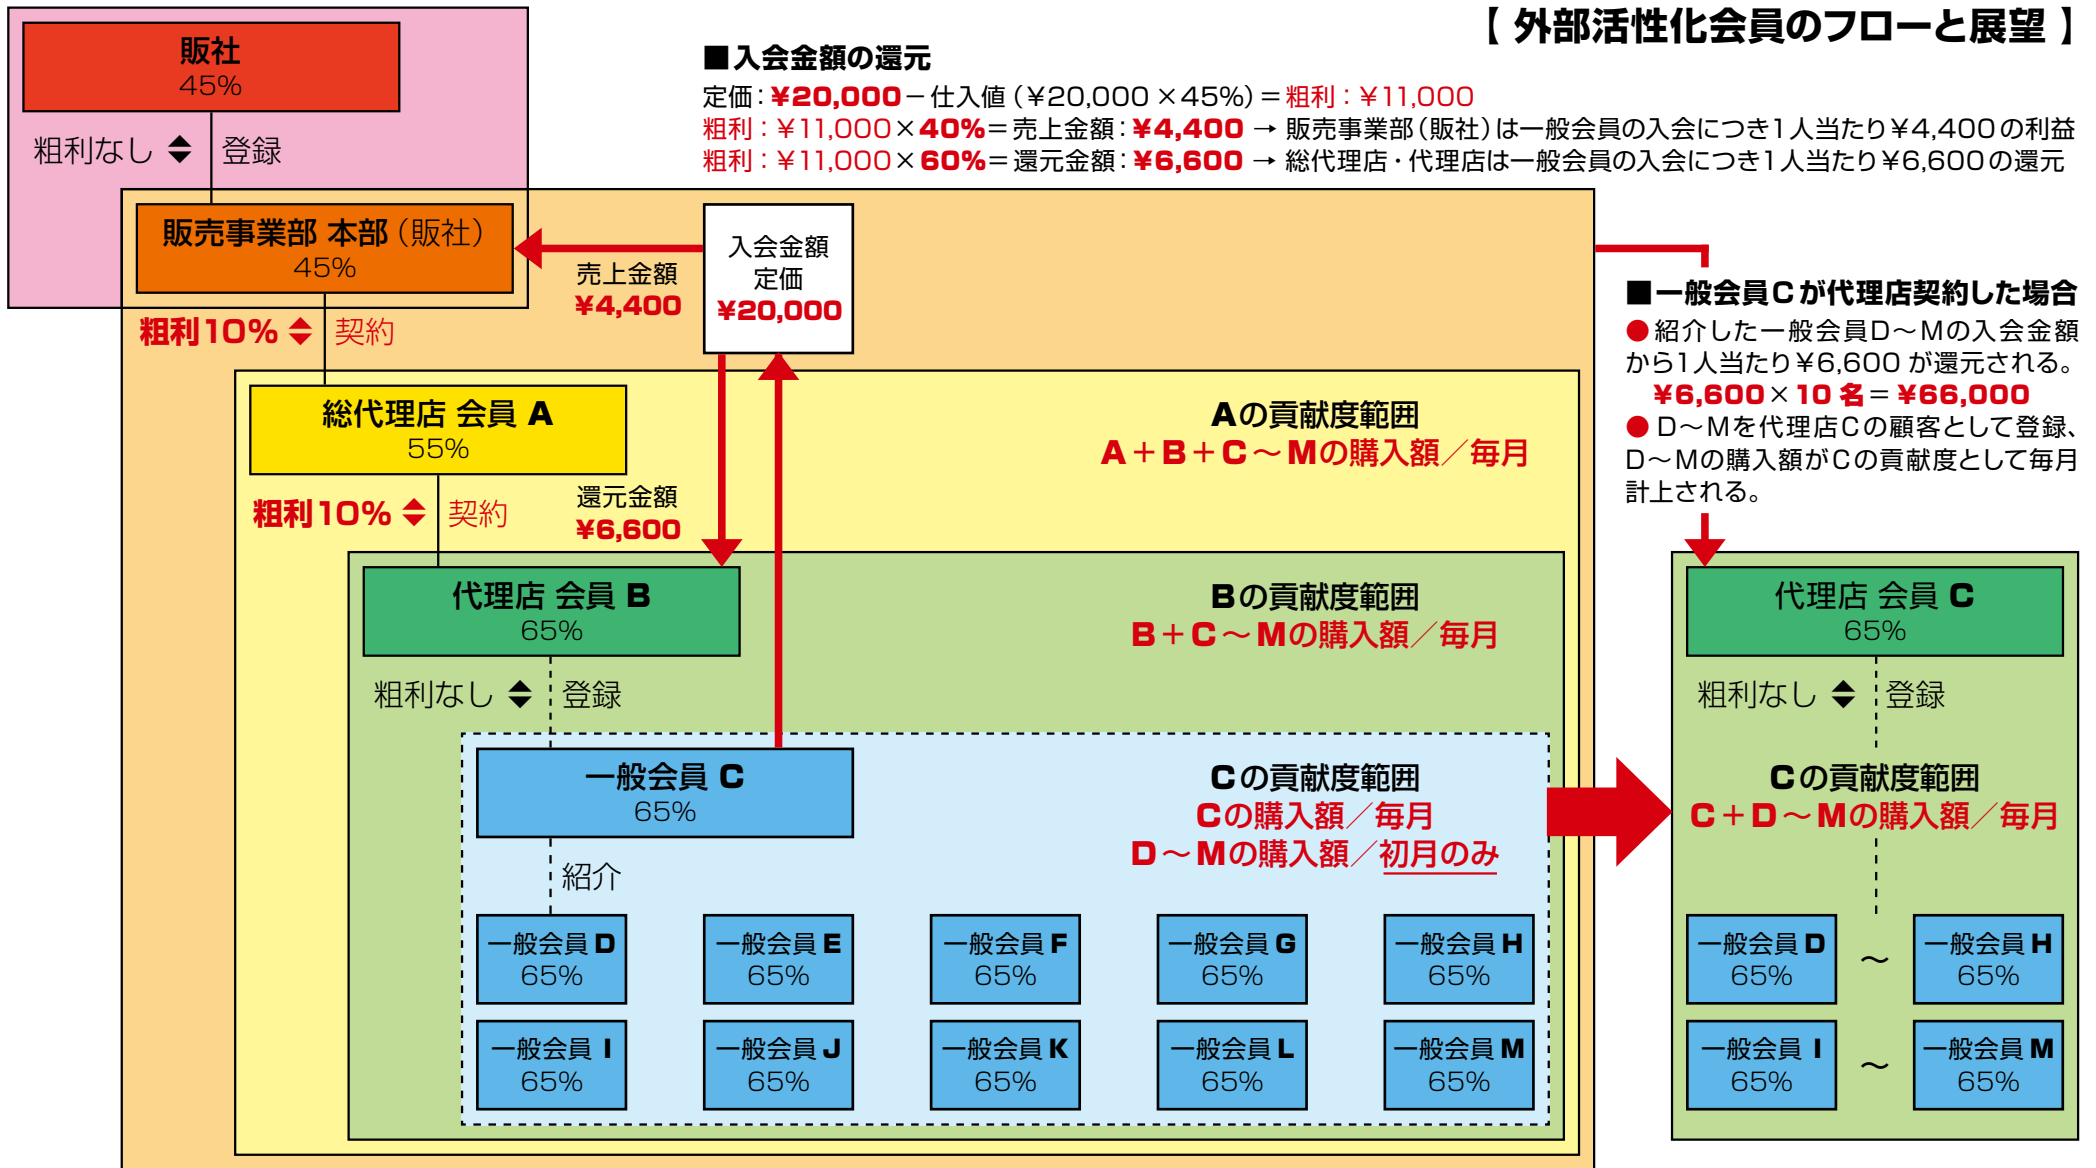 【 外部活性化会員のフローと展望 】
販社
45%
粗利なし 登録
■入会金額の還元
定価：¥20,000－仕入値（¥20,000×45%）＝粗利：¥11,000
粗利：¥11,000×40%＝売上金額：¥4,400 → 販売事業部（販社）は一般会員の入会につき1人当たり¥4,400の利益
粗利：¥11,000×60%＝還元金額：¥6,600 → 総代理店・代理店は一般会員の入会につき1人当たり¥6,600の還元
販売事業部 本部（販社）
45%
売上金額
¥4,400
入会金額
定価
¥20,000
粗利10% 契約
総代理店 会員 A
55%
Aの貢献度範囲
A＋B＋C～Mの購入額／毎月
粗利10% 契約
還元金額
¥6,600
代理店 会員 B
65%
Bの貢献度範囲
B＋C～Mの購入額／毎月
粗利なし 登録
一般会員 C
65%
Cの貢献度範囲
Cの購入額／毎月
D～Mの購入額／初月のみ
紹介
一般会員 D
65%
一般会員 E
65%
一般会員 F
65%
一般会員 G
65%
一般会員 H
65%
一般会員 I
65%
一般会員 J
65%
一般会員 K
65%
一般会員 L
65%
一般会員 M
65%
■一般会員Cが代理店契約した場合
●紹介した一般会員D～Mの入会金額
から1人当たり¥6,600 が還元される。
¥6,600×10 名＝¥66,000
●D～Mを代理店Cの顧客として登録、
D～Mの購入額がCの貢献度として毎月
計上される。
代理店 会員 C
65%
粗利なし 登録
Cの貢献度範囲
C＋D～Mの購入額／毎月
一般会員 D
65%
～
一般会員 H
65%
一般会員 I
65%
～
一般会員 M
65%